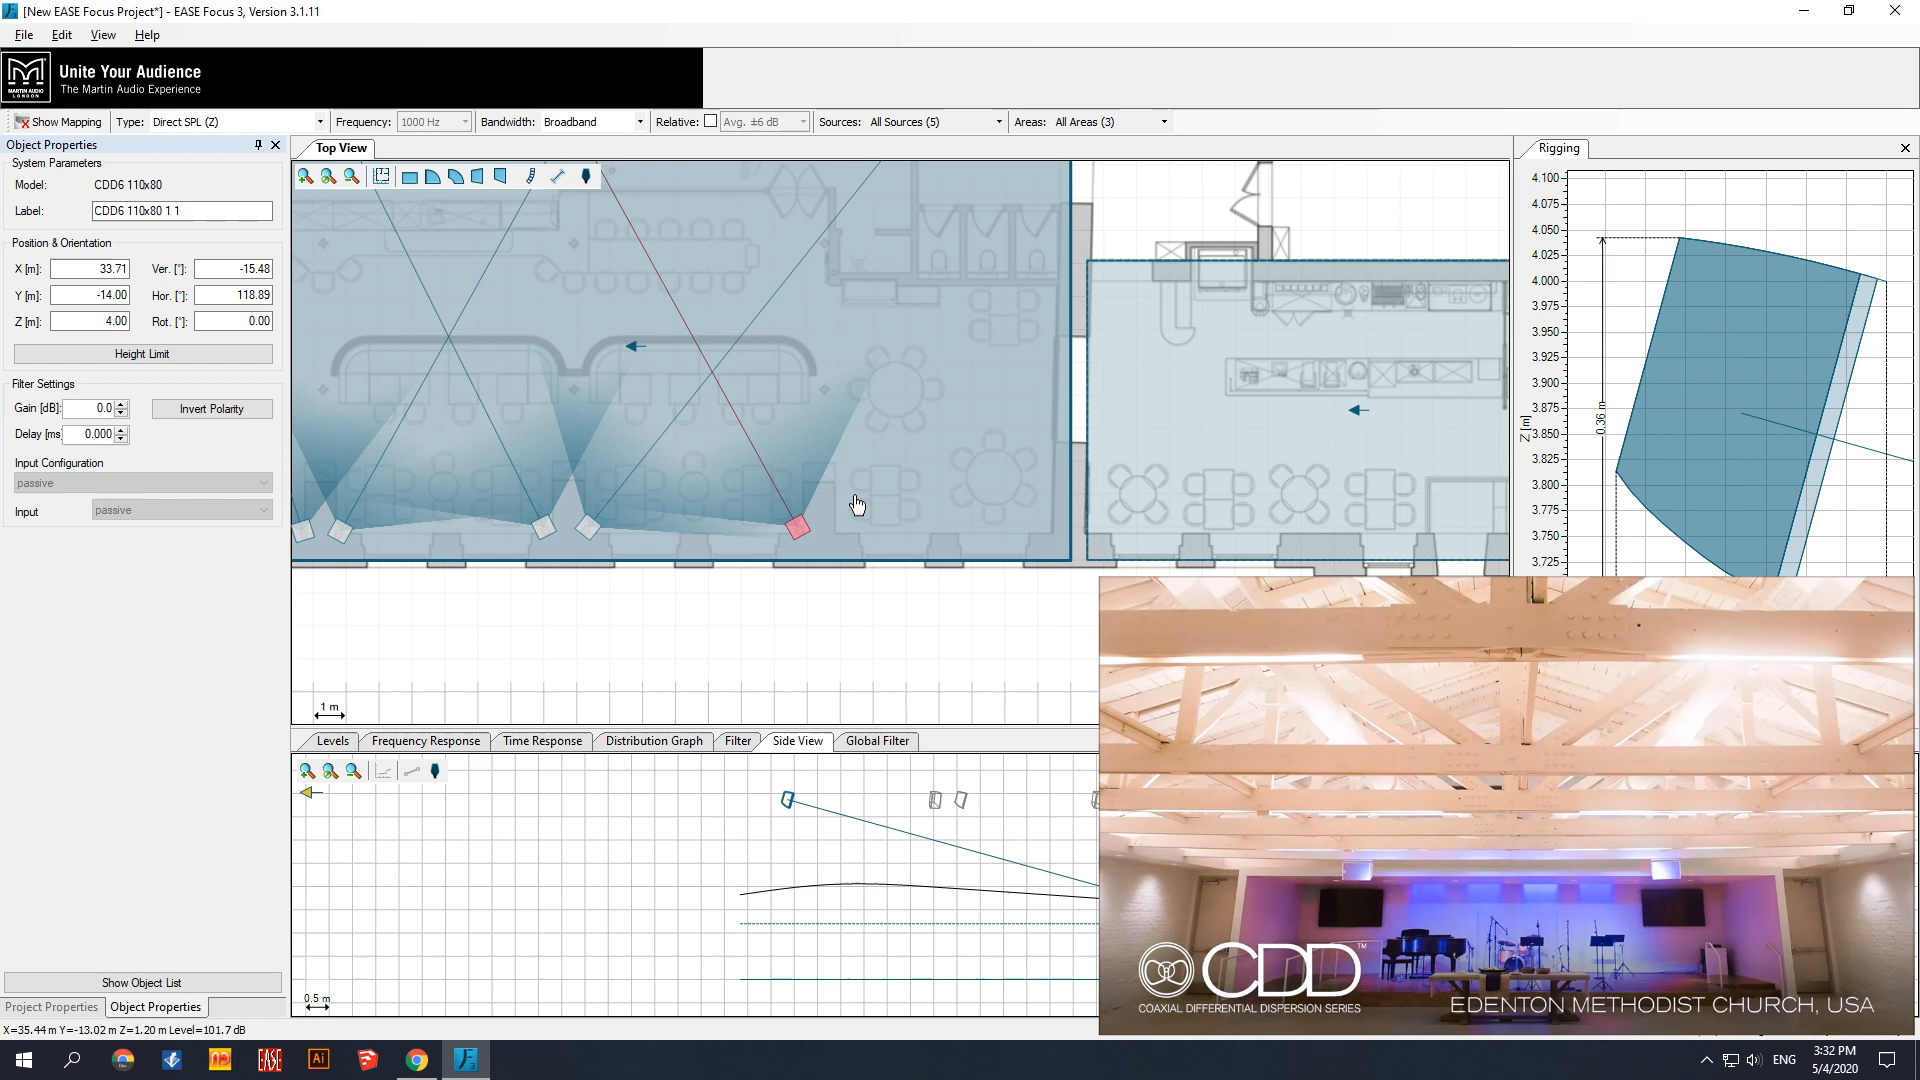 [New EASE Focus Project*] - EASE Focus 3, Version 3.1.11
File Edit View Help
MARTIN AUDIO
LONDON
Unite Your Audience
The Martin Audio Experience
Show Mapping Type: Direct SPL (Z) Frequency: 1000 Hz Bandwidth: Broadband Relative: Avg. ±6 dB Sources: All Sources (5) Areas: All Areas (3)
Object Properties
System Parameters
Model: CDD6 110x80
Label: CDD6 110x80 1 1
Position & Orientation
X [m]: 33.71 Ver. [°]: -15.48
Y [m]: -14.00 Hor. [°]: 118.89
Z [m]: 4.00 Rot. [°]: 0.00
Height Limit
Filter Settings
Gain [dB]: 0.0 Invert Polarity
Delay [ms 0.000
Input Configuration
passive
Input passive
Show Object List
Project Properties Object Properties
Top View
1 m
Rigging
4.100
4.075
4.050
4.025
4.000
3.975
3.950
3.925
3.900
3.875
3.850
3.825
3.800
3.775
3.750
3.725
Z [m]
0.36 m
Levels Frequency Response Time Response Distribution Graph Filter Side View Global Filter
0.5 m
CDD™
COAXIAL DIFFERENTIAL DISPERSION SERIES
EDENTON METHODIST CHURCH, USA
X=35.44 m Y=-13.02 m Z=1.20 m Level=101.7 dB
Dev
EASE
Ai
ENG
3:32 PM
5/4/2020